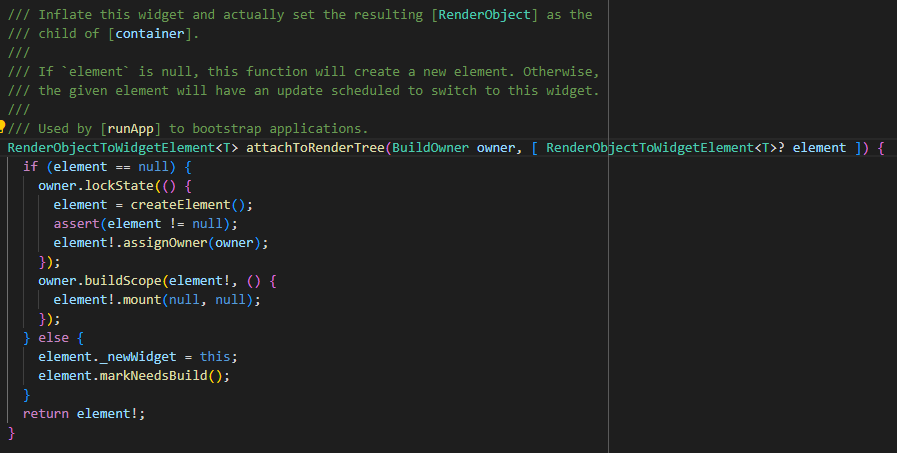 /// Inflate this widget and actually set the resulting [RenderObject] as the
/// child of [container].
///
/// If `element` is null, this function will create a new element. Otherwise,
/// the given element will have an update scheduled to switch to this widget.
///
/// Used by [runApp] to bootstrap applications.
RenderObjectToWidgetElement<T> attachToRenderTree(BuildOwner owner, [ RenderObjectToWidgetElement<T>? element ]) {
  if (element == null) {
    owner.lockState(() {
      element = createElement();
      assert(element != null);
      element!.assignOwner(owner);
    });
    owner.buildScope(element!, () {
      element!.mount(null, null);
    });
  } else {
    element._newWidget = this;
    element.markNeedsBuild();
  }
  return element!;
}